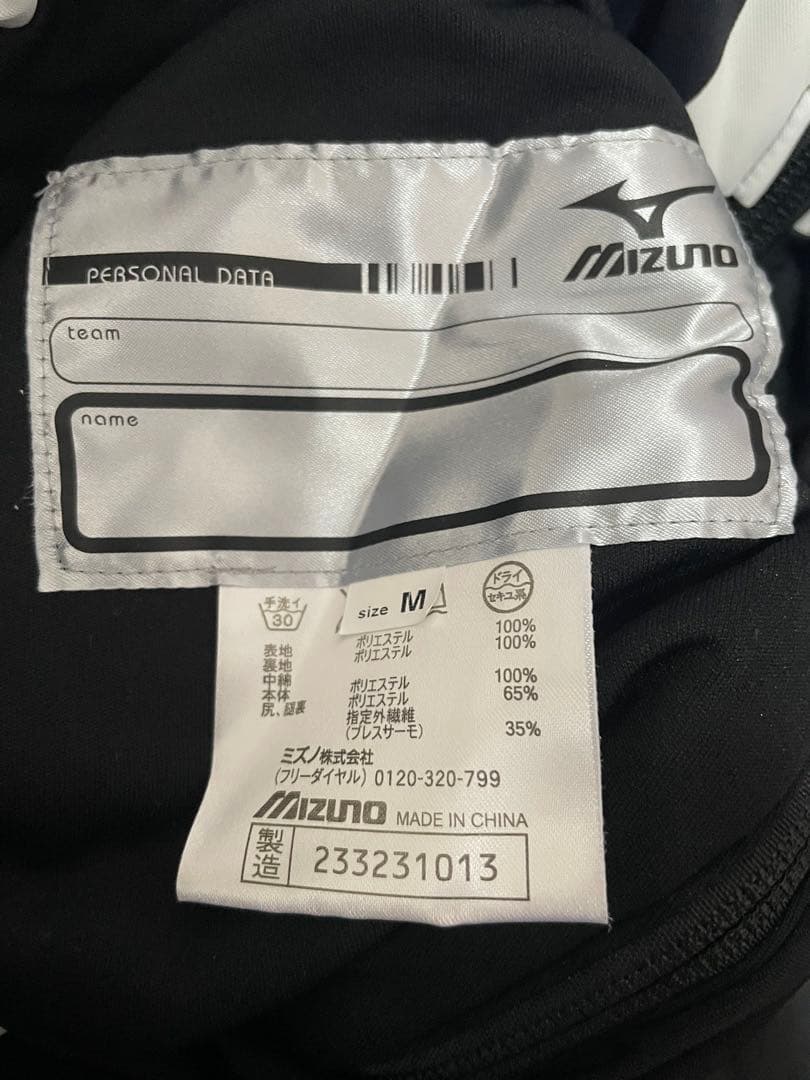 MIZUNO
PERSONAL DATA
team
name
手洗イ
30
size M
ドライ
セキユ系
表地 ポリエステル 100%
裏地 ポリエステル 100%
中綿
本体 ポリエステル 100%
尻、膝裏 ポリエステル 65%
指定外繊維
(ブレスサーモ) 35%
ミズノ株式会社
(フリーダイヤル) 0120-320-799
MIZUNO MADE IN CHINA
製造 233231013